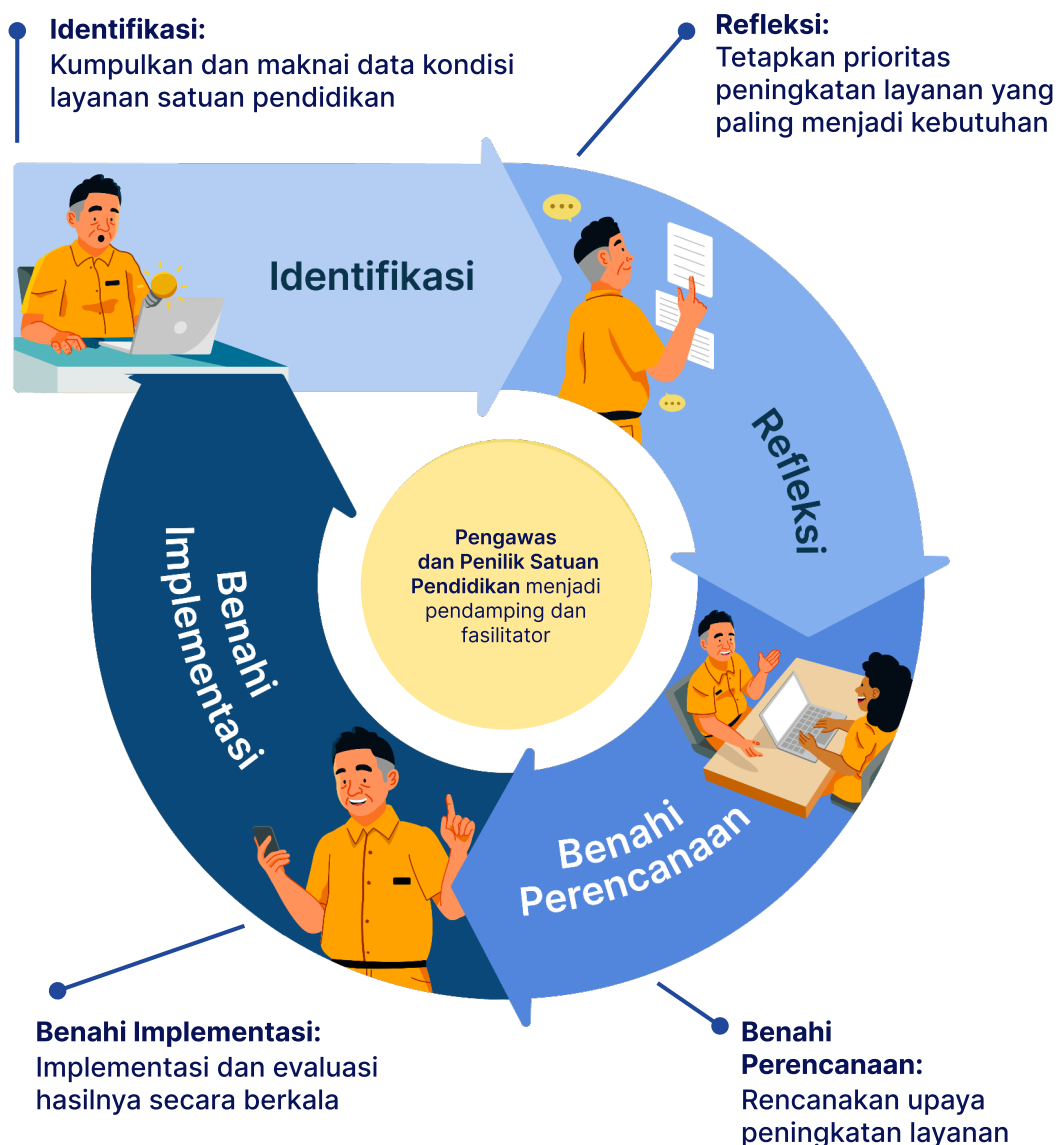 Identifikasi:
Kumpulkan dan maknai data kondisi
layanan satuan pendidikan
Refleksi:
Tetapkan prioritas
peningkatan layanan yang
paling menjadi kebutuhan
Identifikasi
Refleksi
Pengawas
dan Penilik Satuan
Pendidikan menjadi
pendamping dan
fasilitator
Benahi
Implementasi
Benahi
Perencanaan
Benahi Implementasi:
Implementasi dan evaluasi
hasilnya secara berkala
Benahi
Perencanaan:
Rencanakan upaya
peningkatan layanan